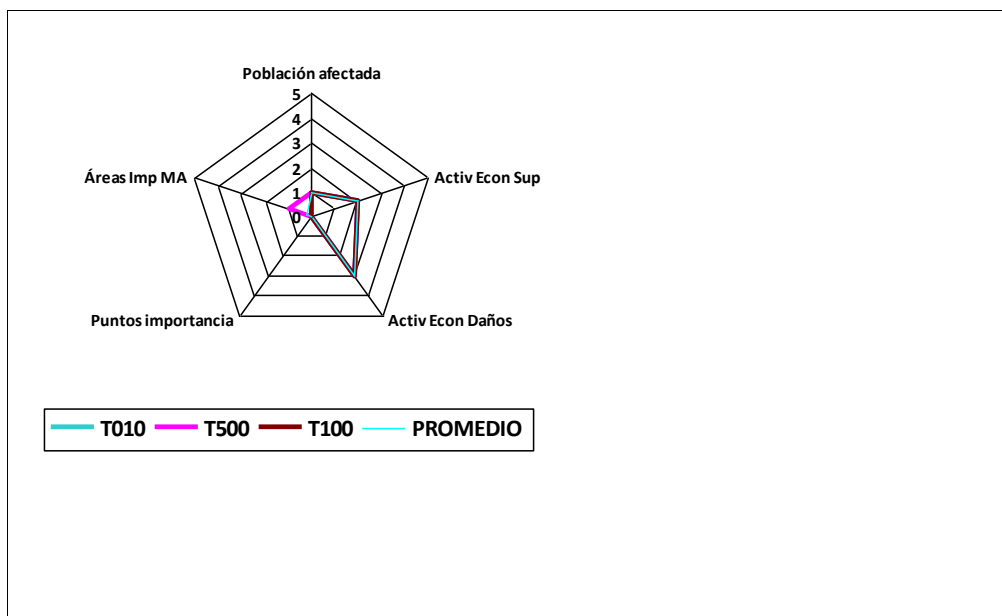 Población afectada
5
4
3
2
1
0
Áreas Imp MA
Activ Econ Sup
Puntos importancia
Activ Econ Daños
T010 T500 T100 PROMEDIO